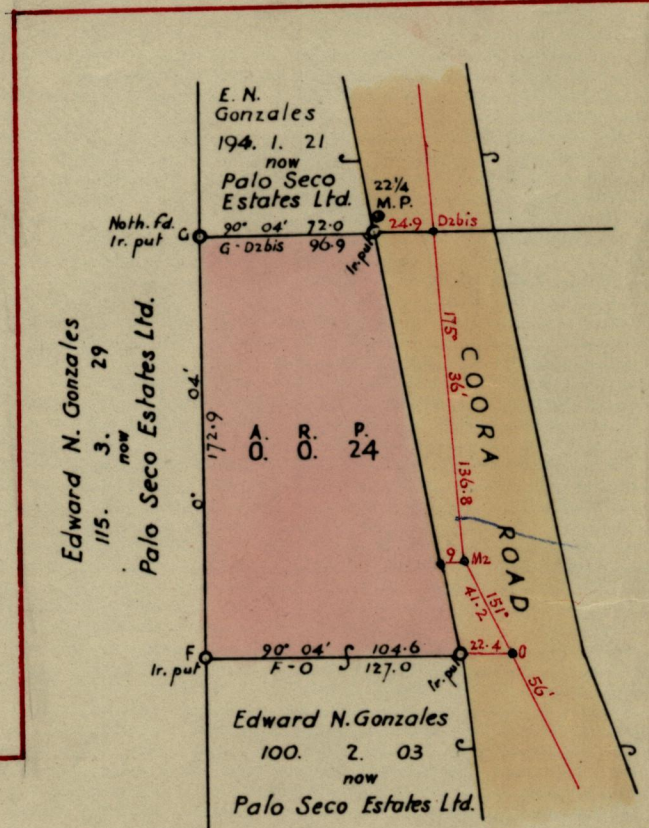 E. N.
Gonzales
194. 1. 21
now
Palo Seco
Estates Ltd.
22¼
M.P.
Noth. fd.
Ir. put
G
90° 04' 72.0
G - D2bis 96.9
Ir. put
24.9
D2bis
Edward N. Gonzales
115. 3. 29
now
Palo Seco Estates Ltd.
0° 04'
172.9
A. R. P.
0. 0. 24
175° 36'
136.8
COORA ROAD
9
M2
151° 56'
41.2
F
Ir. put
90° 04' 104.6
F - O 127.0
Ir. put
22.4
O
Edward N. Gonzales
100. 2. 03
now
Palo Seco Estates Ltd.